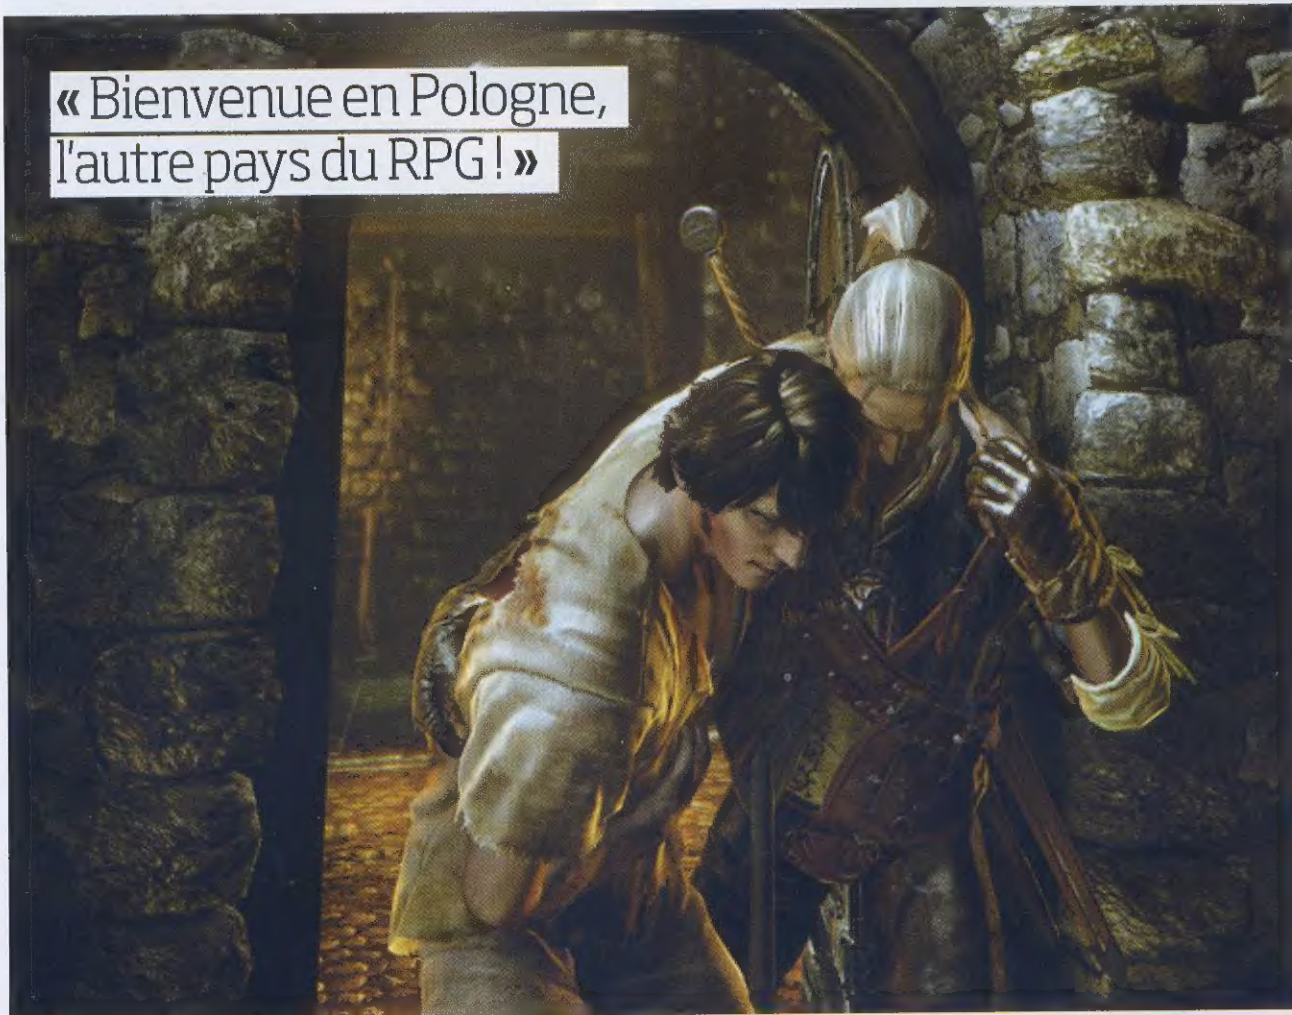 « Bienvenue en Pologne,
l'autre pays du RPG ! »